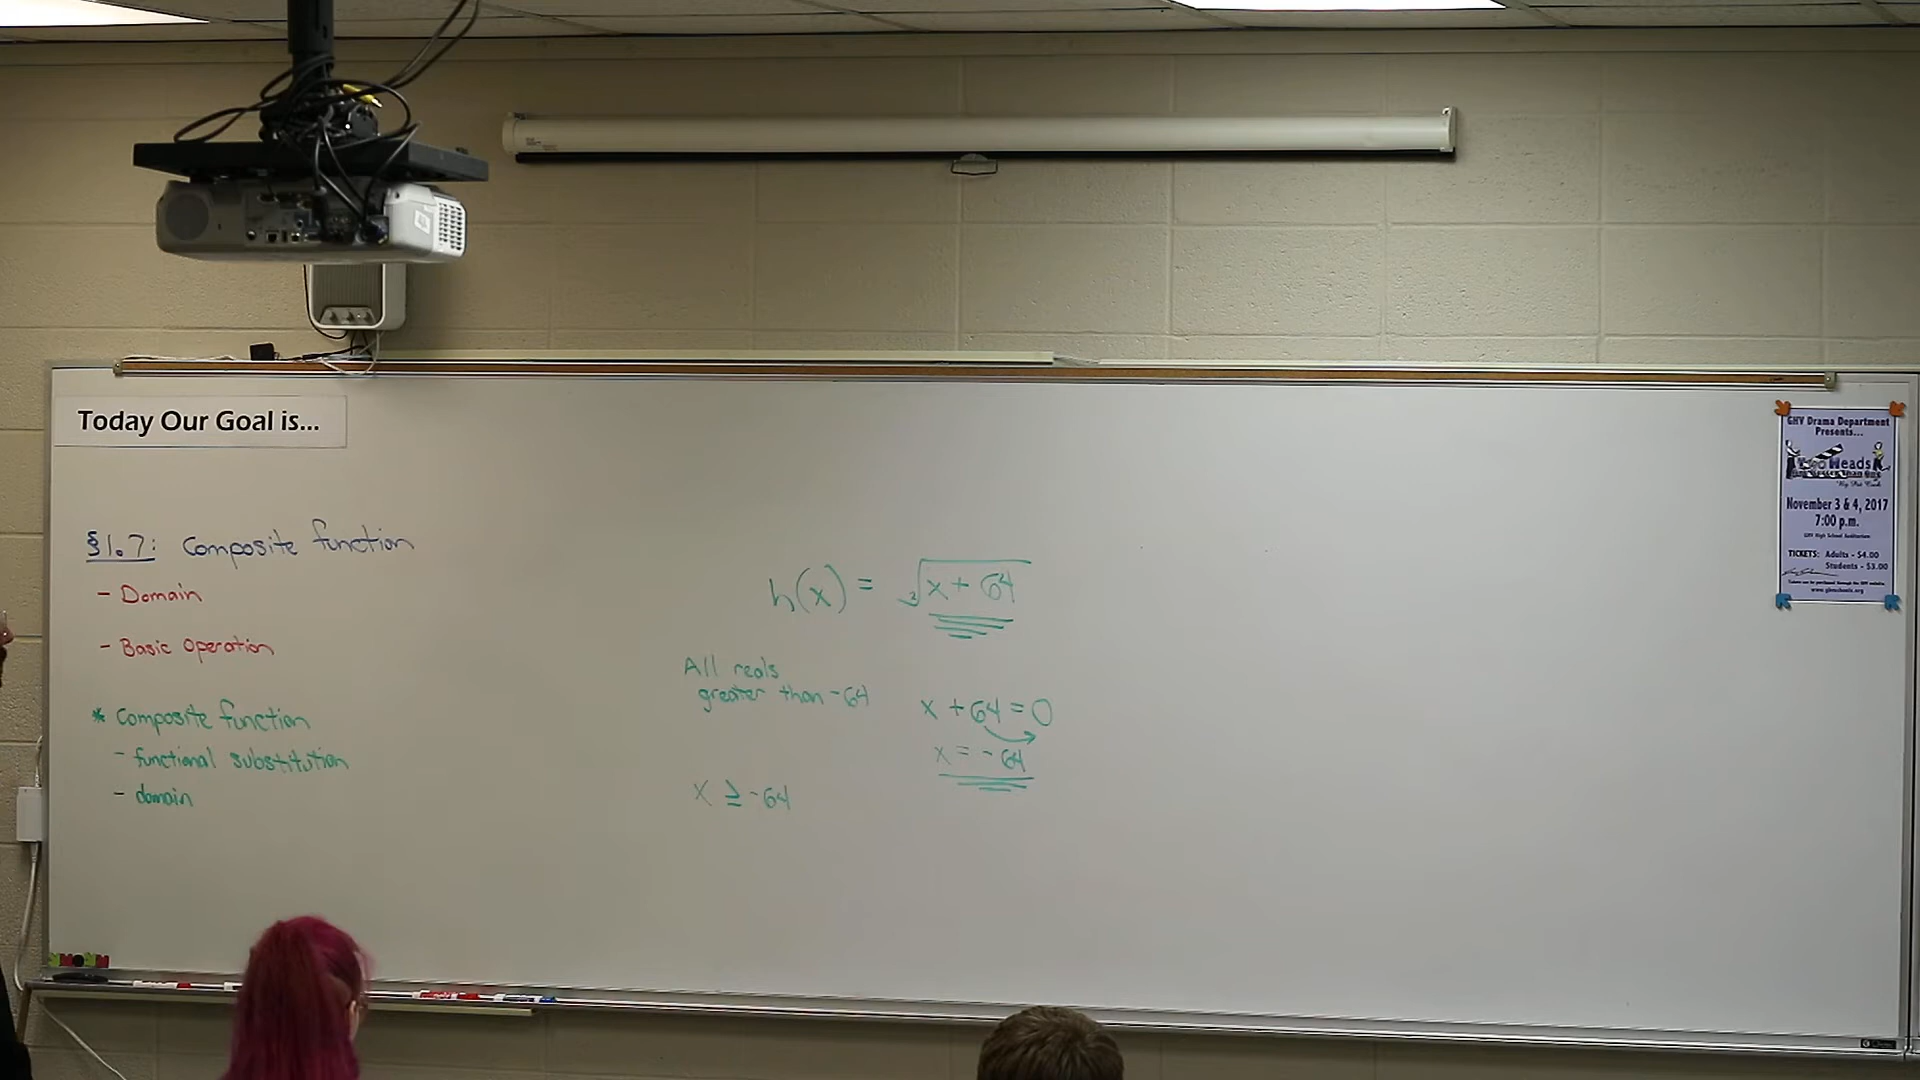 Today Our Goal is...
§1.7: Composite function
- Domain
- Basic Operation
* Composite function
- functional substitution
- domain
h(x) = ∛(x + 64)
All reals
greater than -64
x + 64 = 0
x = -64
x ≥ -64
GHV Drama Department
Presents...
Two Heads
November 3 & 4, 2017
7:00 p.m.
GHV High School Auditorium
TICKETS: Adults - $4.00
Students - $3.00